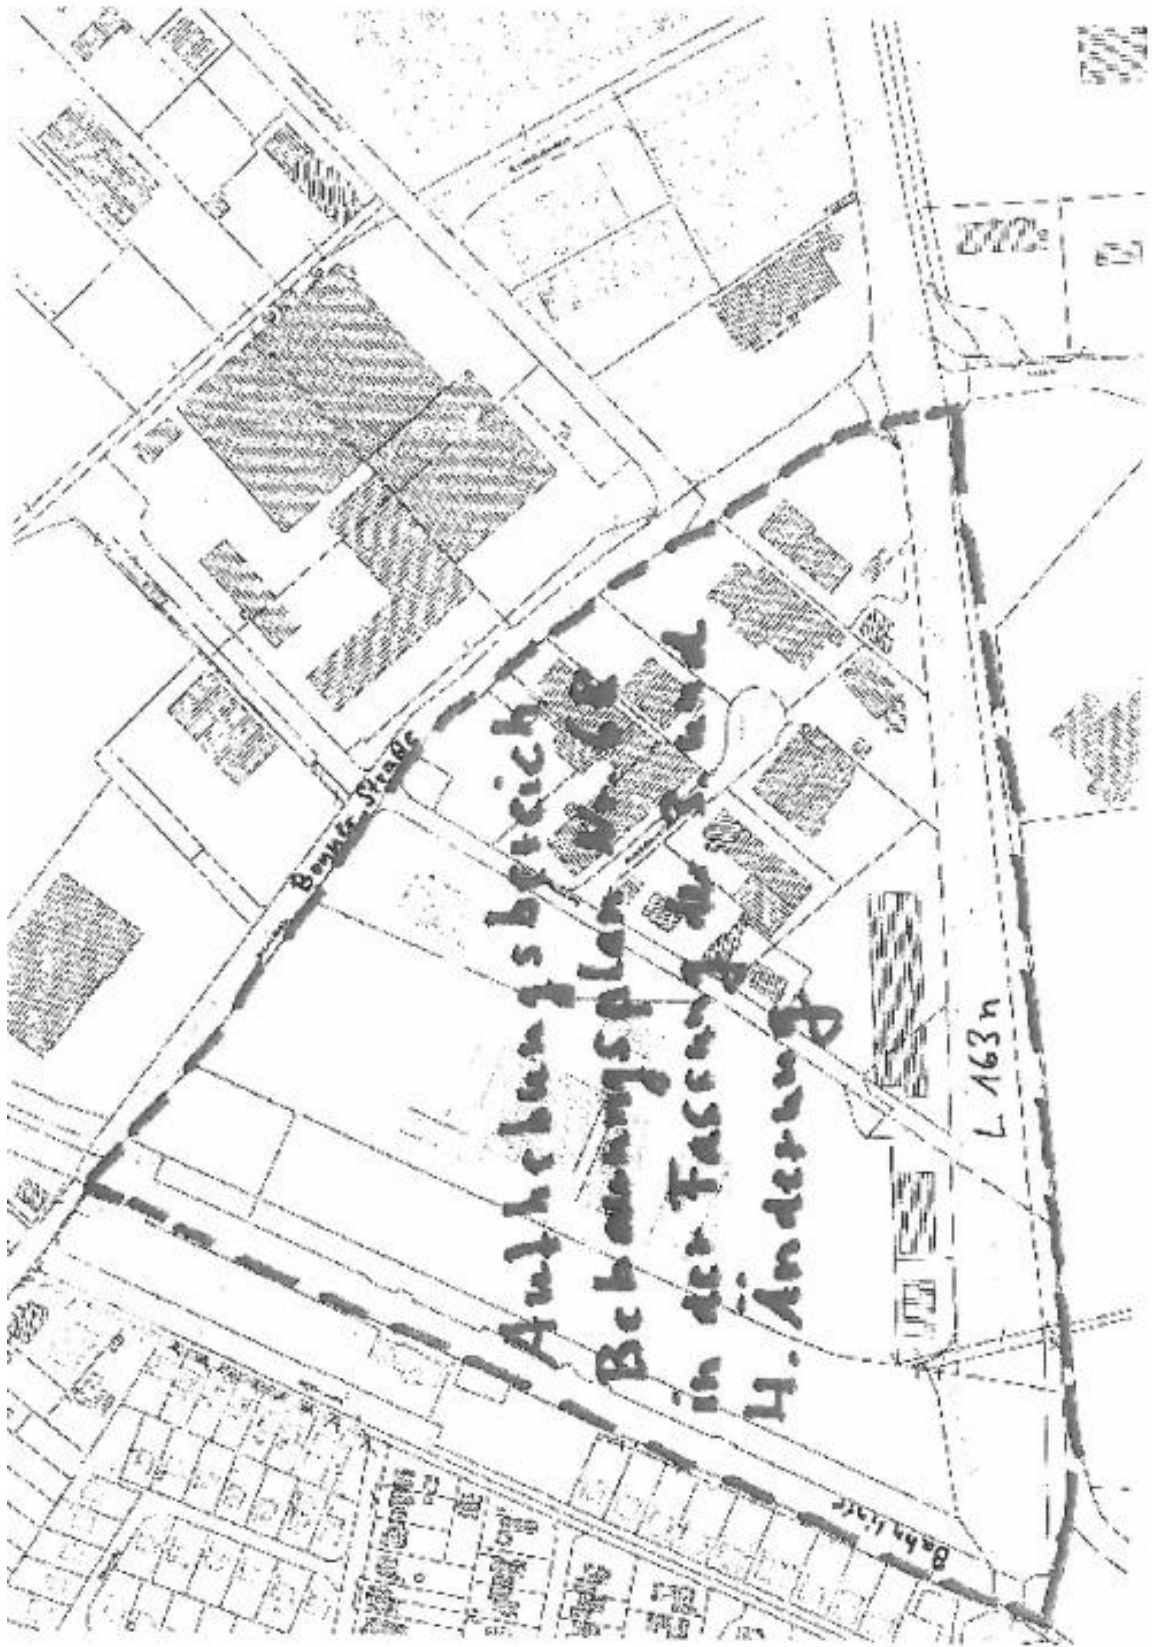 Aufhebungsbereich
Bebauungsplan Nr. 68
in der Fassung der 3. und
4. Änderung
Bonner Straße
L 163n
Bahnlinie